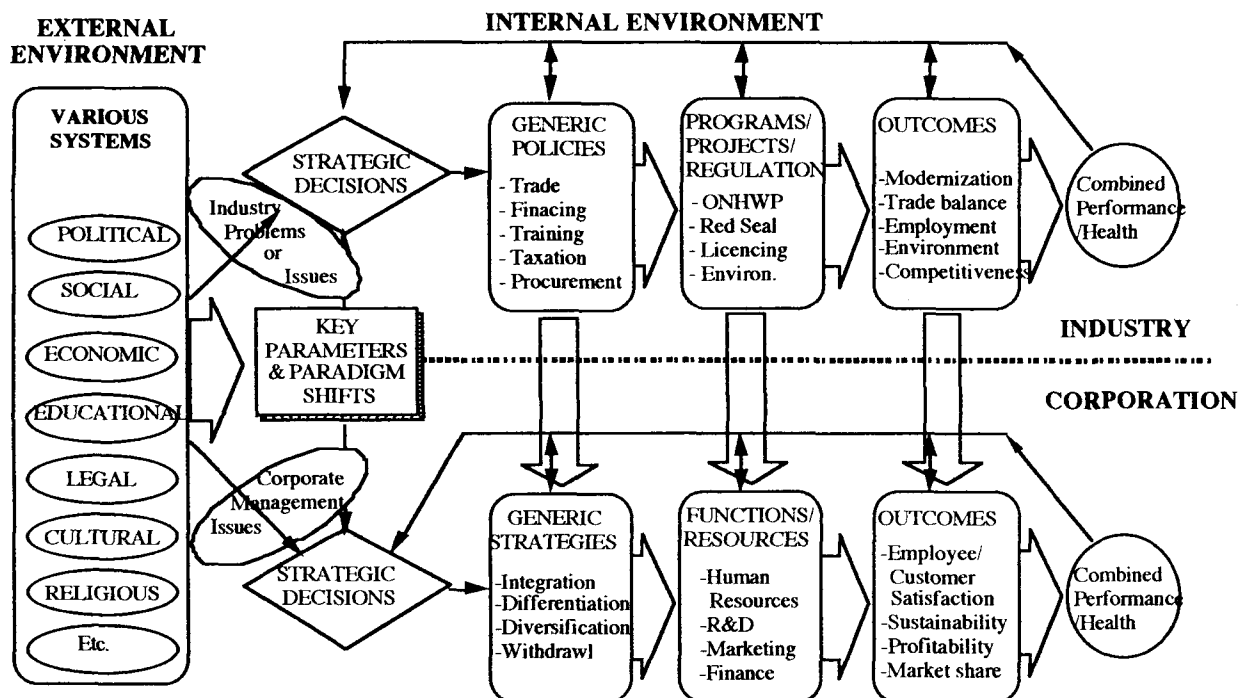 EXTERNAL
ENVIRONMENT
INTERNAL ENVIRONMENT
VARIOUS
SYSTEMS
POLITICAL
SOCIAL
ECONOMIC
EDUCATIONAL
LEGAL
CULTURAL
RELIGIOUS
Etc.
STRATEGIC
DECISIONS
Industry
Problems
or
Issues
KEY
PARAMETERS
& PARADIGM
SHIFTS
GENERIC
POLICIES
- Trade
- Finacing
- Training
- Taxation
- Procurement
PROGRAMS/
PROJECTS/
REGULATION
- ONHWP
- Red Seal
- Licencing
- Environ.
OUTCOMES
-Modernization
-Trade balance
-Employment
-Environment
-Competitiveness
Combined
Performance
/Health
INDUSTRY
CORPORATION
Corporate
Management
Issues
STRATEGIC
DECISIONS
GENERIC
STRATEGIES
-Integration
-Differentiation
-Diversification
-Withdrawl
FUNCTIONS/
RESOURCES
-Human
Resources
-R&D
-Marketing
-Finance
OUTCOMES
-Employee/
Customer
Satisfaction
-Sustainability
-Profitability
-Market share
Combined
Performance
/Health